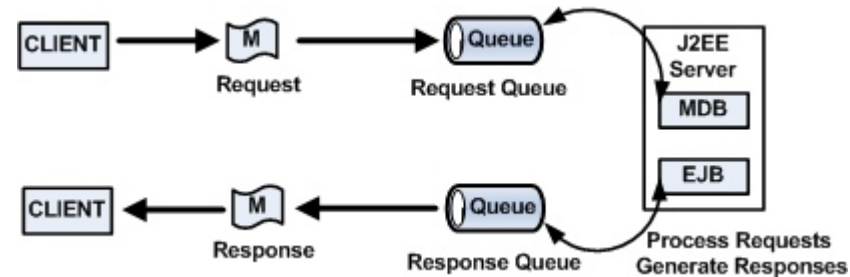 CLIENT
M
Request
Queue
Request Queue
J2EE
Server
MDB
EJB
CLIENT
M
Response
Queue
Response Queue
Process Requests
Generate Responses